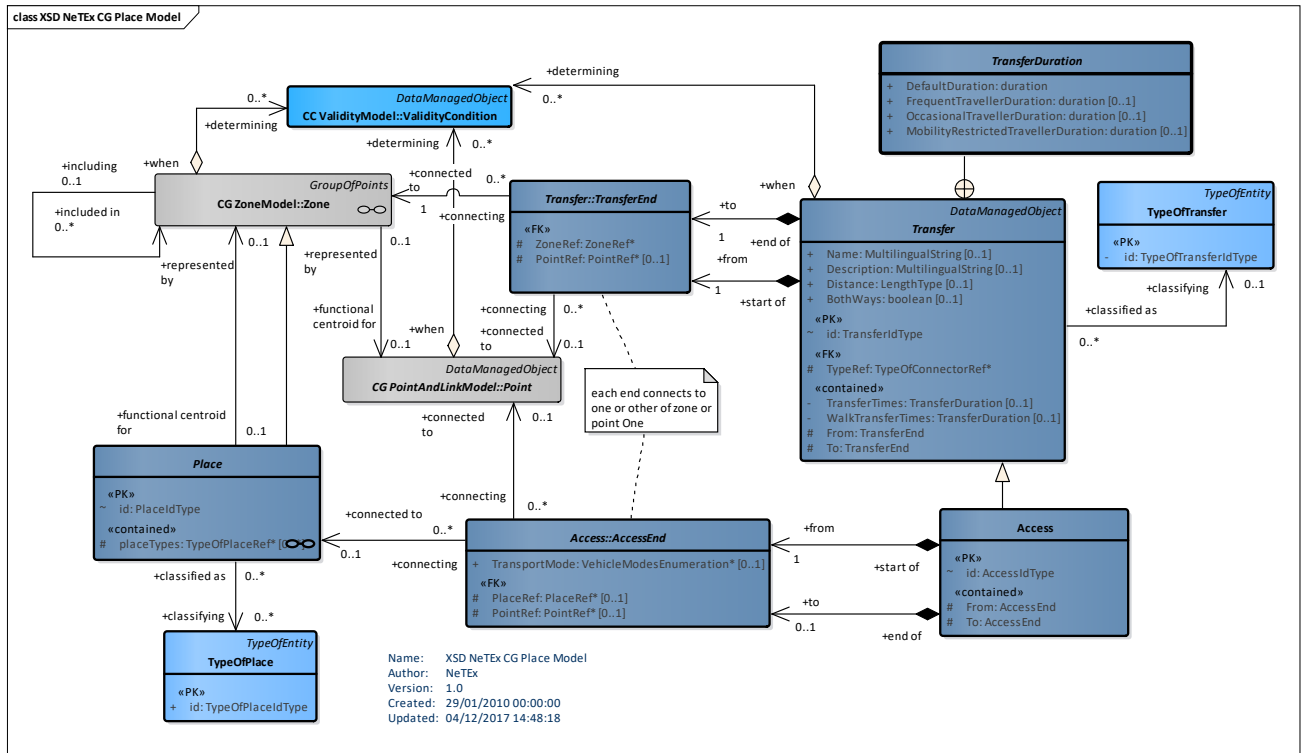 class XSD NeTEx CG Place Model
TransferDuration
+ DefaultDuration: duration
+ FrequentTravellerDuration: duration [0..1]
+ OccasionalTravellerDuration: duration [0..1]
+ MobilityRestrictedTravellerDuration: duration [0..1]
+determining
0..*
DataManagedObject
CC ValidityModel::ValidityCondition
0..*
+determining
+determining
0..*
+including
0..1
+included in
0..*
+when
GroupOfPoints
CG ZoneModel::Zone
+connected
to
0..*
1
+connecting
Transfer::TransferEnd
«FK»
# ZoneRef: ZoneRef*
# PointRef: PointRef* [0..1]
+when
+to
1
+end of
+from
1
+start of
DataManagedObject
Transfer
+ Name: MultilingualString [0..1]
+ Description: MultilingualString [0..1]
+ Distance: LengthType [0..1]
+ BothWays: boolean [0..1]
«PK»
~ id: TransferIdType
«FK»
# TypeRef: TypeOfConnectorRef*
«contained»
- TransferTimes: TransferDuration [0..1]
- WalkTransferTimes: TransferDuration [0..1]
# From: TransferEnd
# To: TransferEnd
TypeOfEntity
TypeOfTransfer
«PK»
- id: TypeOfTransferIdType
+classifying
0..1
+classified as
0..*
0..1
+represented
by
+represented
by
0..1
+functional
centroid for
0..1
+when
+connecting
0..*
+connected
to
0..1
DataManagedObject
CG PointAndLinkModel::Point
each end connects to
one or other of zone or
point One
+connected
to
0..1
+functional centroid
for
0..1
Place
«PK»
~ id: PlaceIdType
«contained»
# placeTypes: TypeOfPlaceRef* [0..*]
+connecting
0..*
+connected to
0..*
0..1
+connecting
Access::AccessEnd
+ TransportMode: VehicleModesEnumeration* [0..1]
«FK»
# PlaceRef: PlaceRef* [0..1]
# PointRef: PointRef* [0..1]
+from
1
+start of
+to
0..1
+end of
Access
«PK»
~ id: AccessIdType
«contained»
# From: AccessEnd
# To: AccessEnd
+classified as
0..*
+classifying
0..*
TypeOfEntity
TypeOfPlace
«PK»
+ id: TypeOfPlaceIdType
Name: XSD NeTEx CG Place Model
Author: NeTEx
Version: 1.0
Created: 29/01/2010 00:00:00
Updated: 04/12/2017 14:48:18